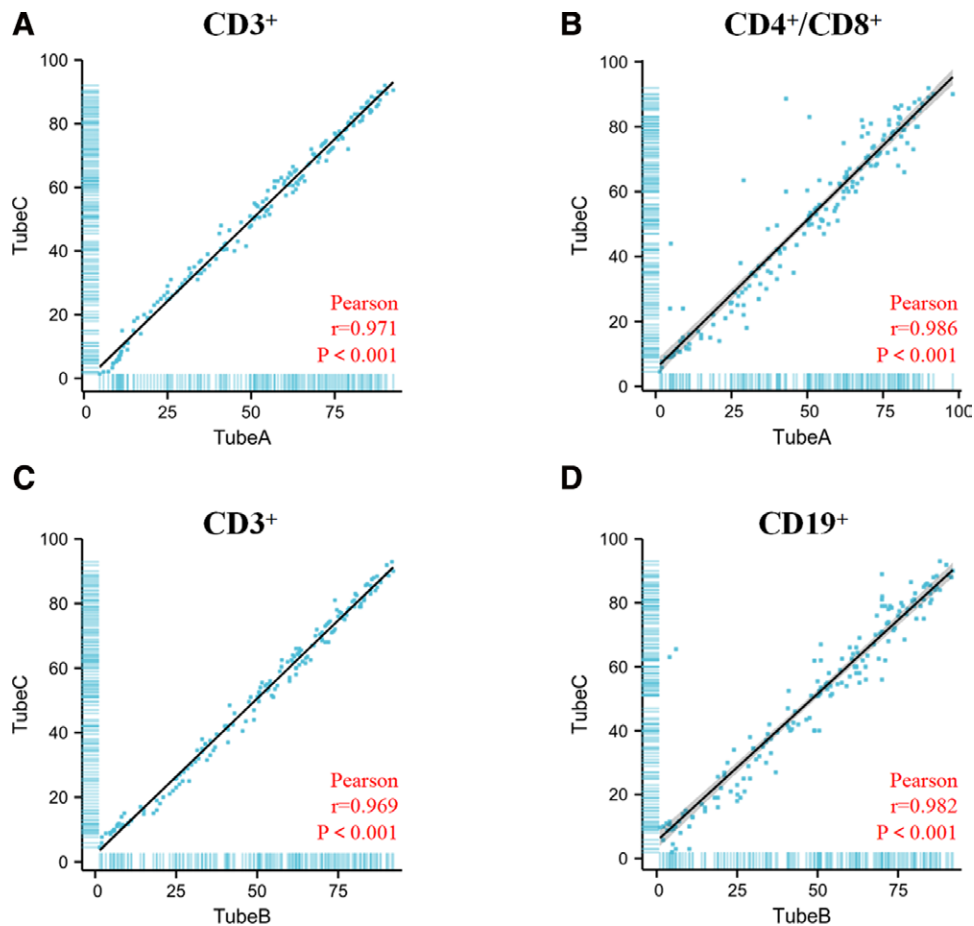 A
CD3⁺
100
80
60
40
20
0
TubeC
0
25
50
75
TubeA
Pearson
r=0.971
P < 0.001
B
CD4⁺/CD8⁺
100
80
60
40
20
0
TubeC
0
25
50
75
100
TubeA
Pearson
r=0.986
P < 0.001
C
CD3⁺
100
80
60
40
20
0
TubeC
0
25
50
75
TubeB
Pearson
r=0.969
P < 0.001
D
CD19⁺
100
80
60
40
20
0
TubeC
0
25
50
75
TubeB
Pearson
r=0.982
P < 0.001